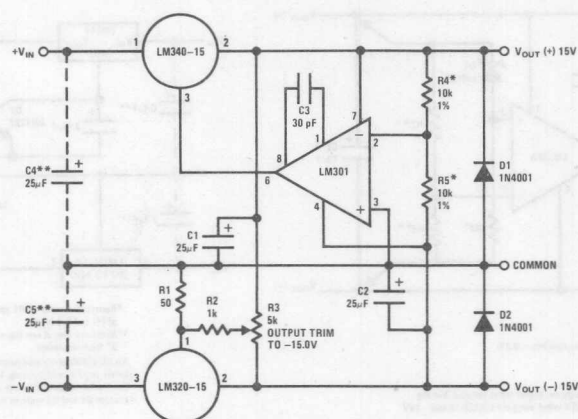 +VIN
1
LM340-15
2
VOUT (+) 15V
3
C3
30 pF
7
R4*
10k
1%
8
1
2
6
LM301
C4**
25µF
+
4
3
R5*
10k
1%
D1
1N4001
C1
25µF
+
COMMON
R1
50
R2
1k
R3
5k
OUTPUT TRIM
TO -15.0V
C2
25µF
+
C5**
25µF
+
D2
1N4001
1
-VIN
3
LM320-15
2
VOUT (-) 15V